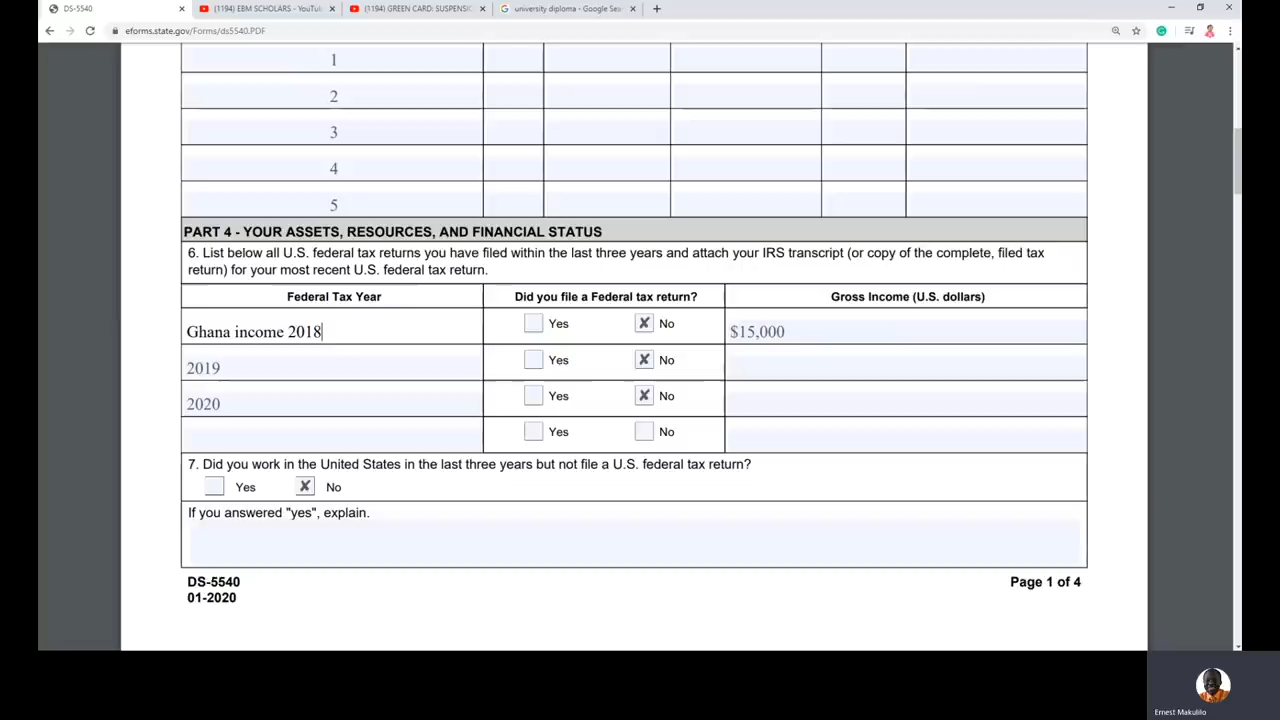 DS-5540
(1194) EBM SCHOLARS - YouTu
(1194) GREEN CARD: SUSPENSI
university diploma - Google Sea
eforms.state.gov/Forms/ds5540.PDF
1
2
3
4
5
PART 4 - YOUR ASSETS, RESOURCES, AND FINANCIAL STATUS
6. List below all U.S. federal tax returns you have filed within the last three years and attach your IRS transcript (or copy of the complete, filed tax
return) for your most recent U.S. federal tax return.
Federal Tax Year Did you file a Federal tax return? Gross Income (U.S. dollars)
Ghana income 2018 Yes No $15,000
2019 Yes No
2020 Yes No
Yes No
7. Did you work in the United States in the last three years but not file a U.S. federal tax return?
Yes No
If you answered "yes", explain.
DS-5540 Page 1 of 4
01-2020
Ernest Makulilo